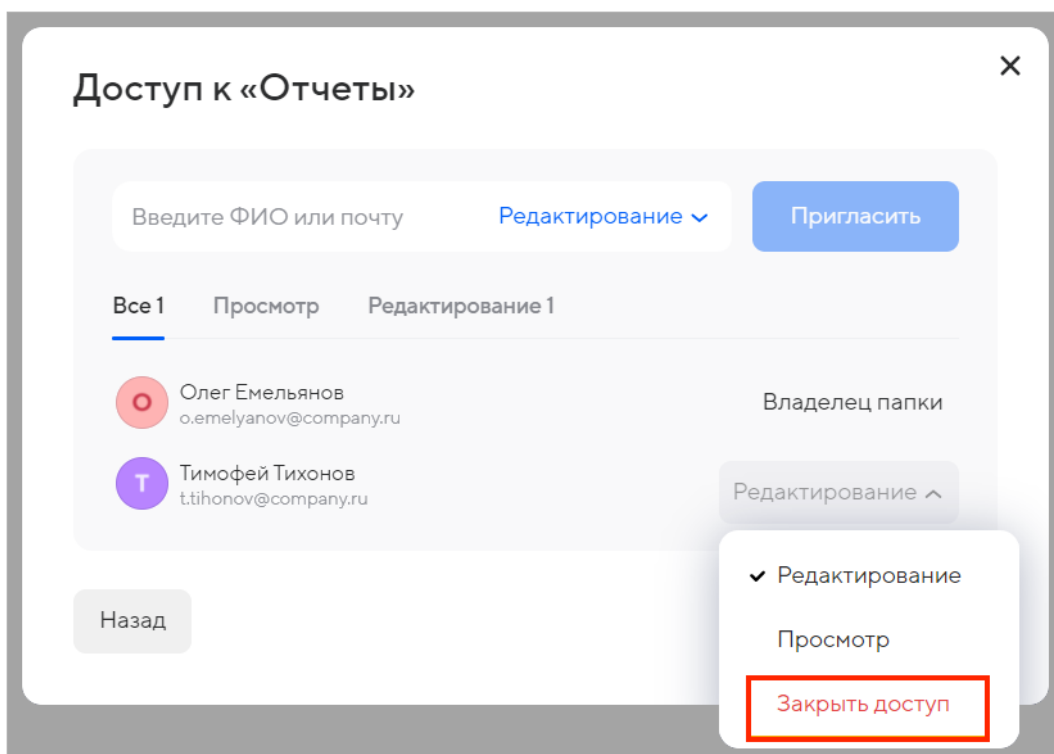 Доступ к «Отчеты»
Введите ФИО или почту Редактирование Пригласить
Все 1 Просмотр Редактирование 1
О Олег Емельянов
o.emelyanov@company.ru
Владелец папки
Т Тимофей Тихонов
t.tihonov@company.ru
Редактирование
Редактирование
Просмотр
Закрыть доступ
Назад